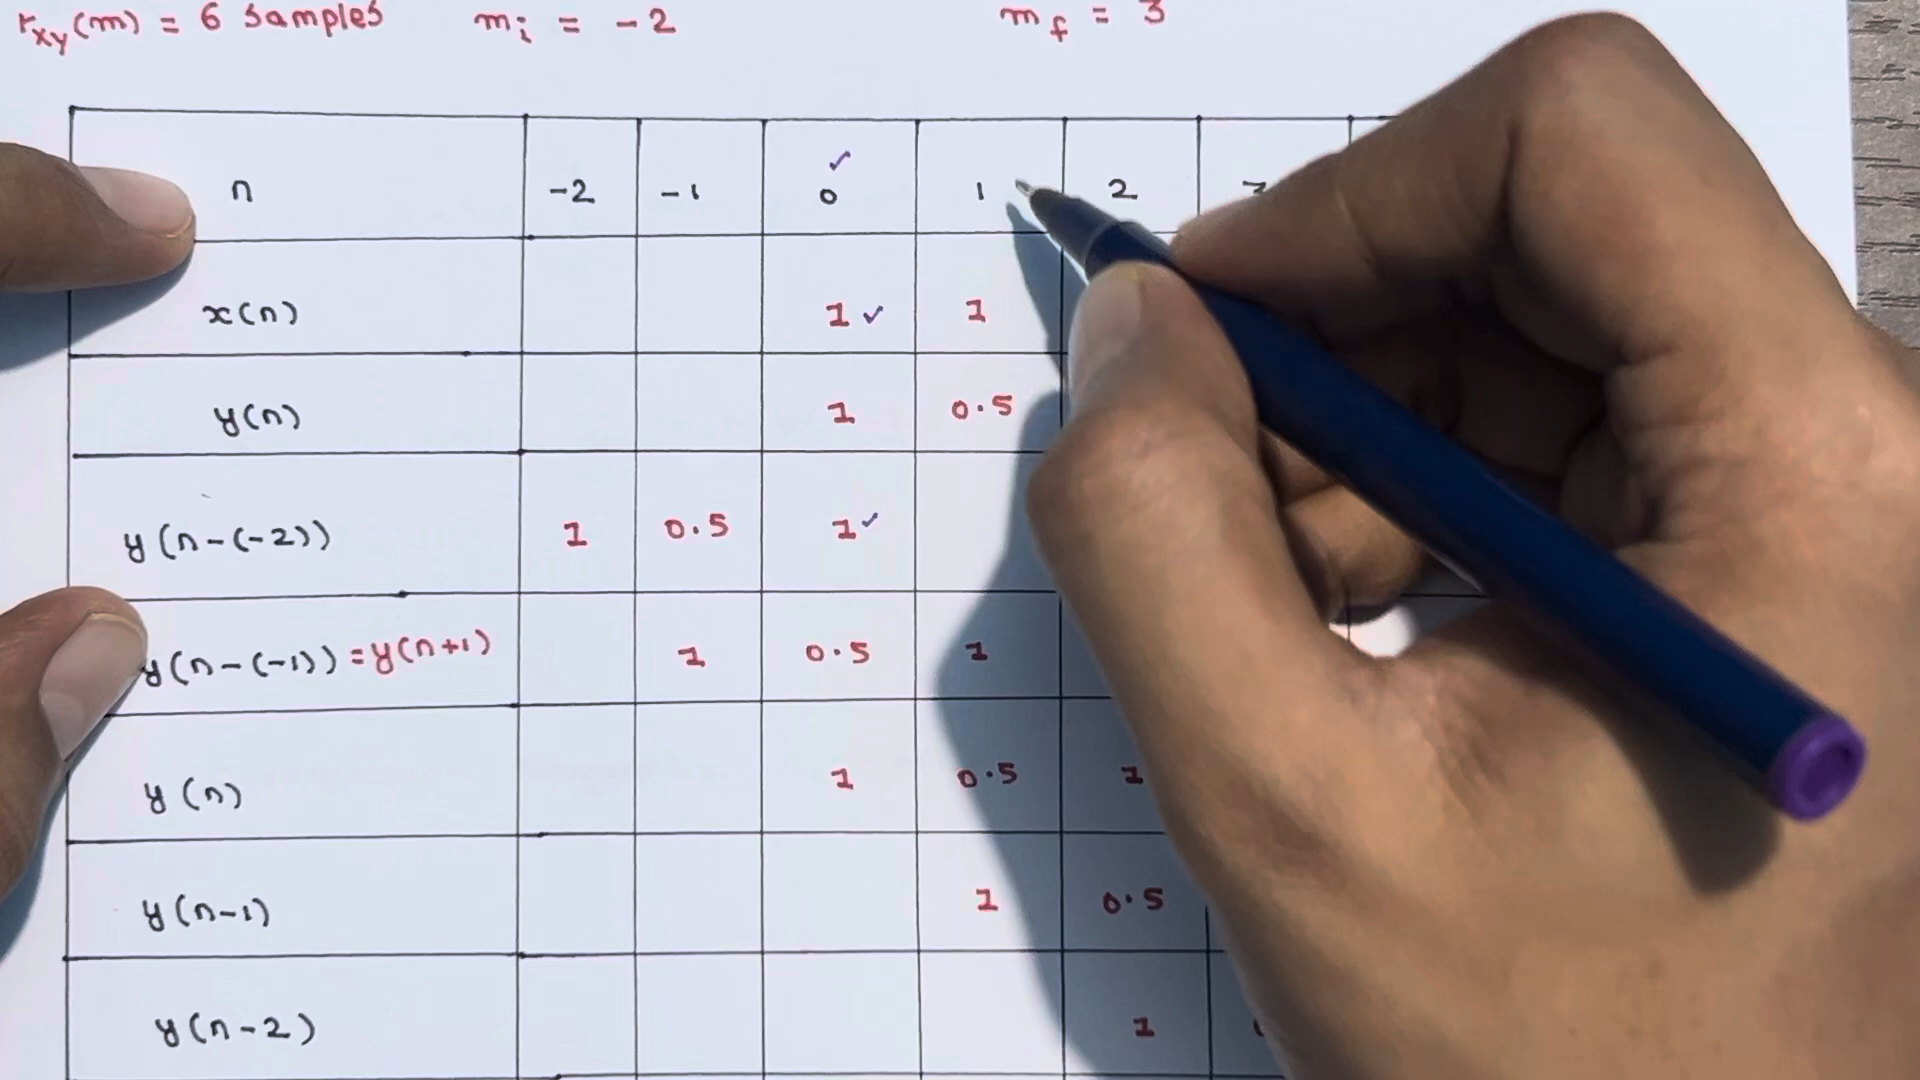 rxy(m) = 6 samples mi = -2 mf = 3
n -2 -1 ✓ 0 1 2
x(n) 1 ✓ 1
y(n) 1 0.5
y(n-(-2)) 1 0.5 1 ✓
y(n-(-1)) = y(n+1) 1 0.5 1
y(n) 1 0.5 1
y(n-1) 1 0.5
y(n-2) 1